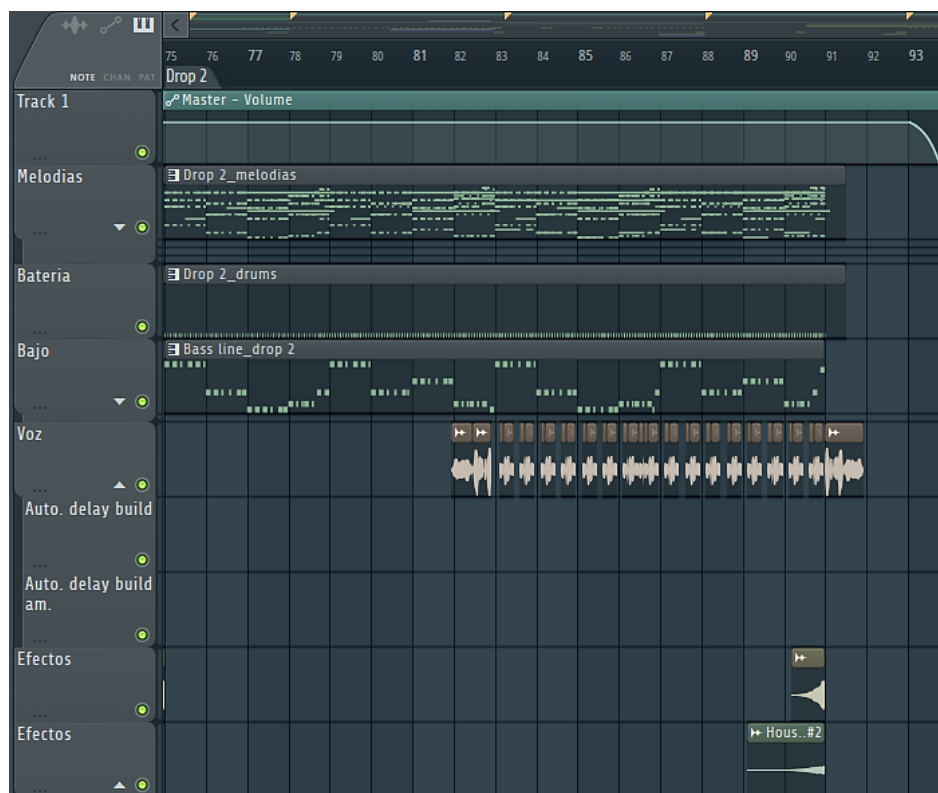 NOTE CHAN PAT
75 76 77 78 79 80 81 82 83 84 85 86 87 88 89 90 91 92 93
Drop 2
Track 1
Master - Volume
Melodias
Drop 2_melodias
Bateria
Drop 2_drums
Bajo
Bass line_drop 2
Voz
Auto. delay build
Auto. delay build
am.
Efectos
Efectos
Hous..#2